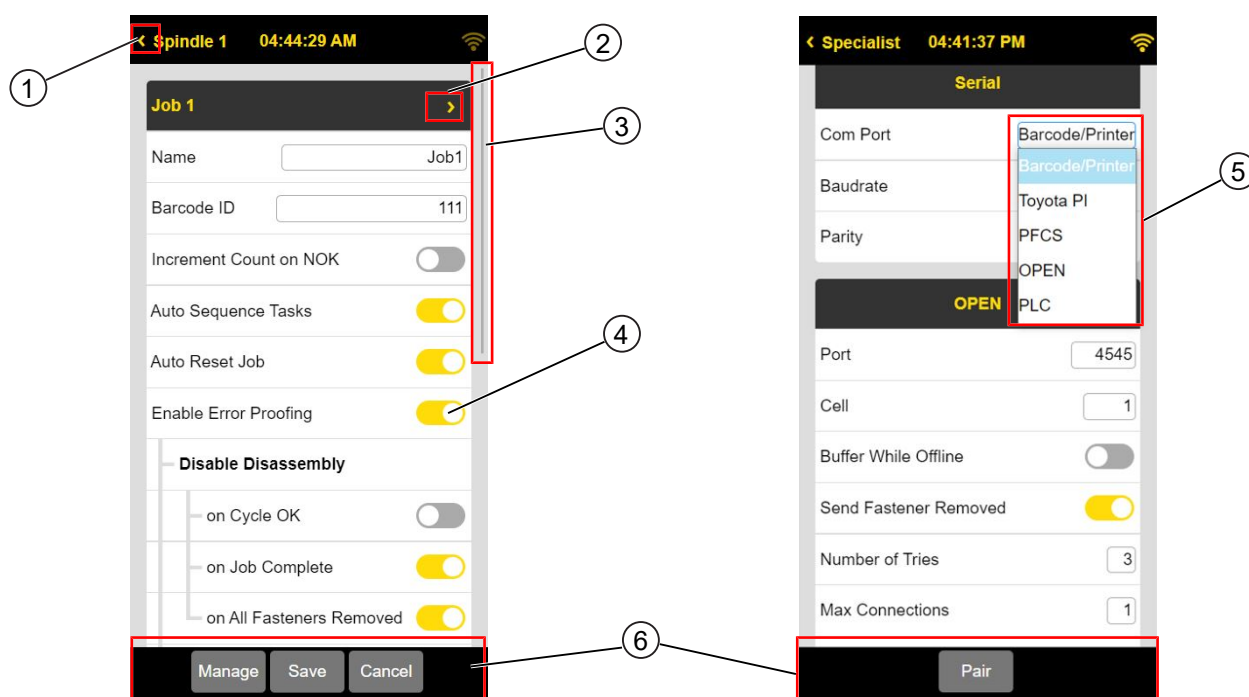 < Spindle 1 04:44:29 AM
Job 1 >
Name Job1
Barcode ID 111
Increment Count on NOK
Auto Sequence Tasks
Auto Reset Job
Enable Error Proofing
Disable Disassembly
on Cycle OK
on Job Complete
on All Fasteners Removed
Manage Save Cancel
1
2
3
4
6
< Specialist 04:41:37 PM
Serial
Com Port Barcode/Printer
Barcode/Printer
Baudrate
Toyota PI
Parity PFCS
OPEN
OPEN PLC
Port 4545
Cell 1
Buffer While Offline
Send Fastener Removed
Number of Tries 3
Max Connections 1
Pair
5